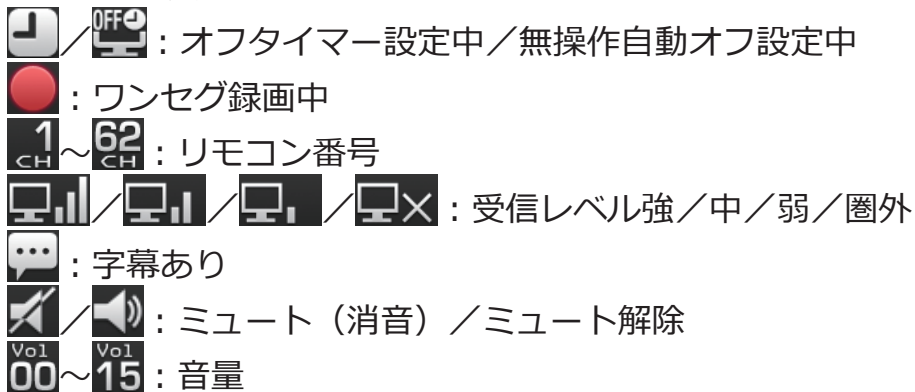 ／OFF：オフタイマー設定中／無操作自動オフ設定中
：ワンセグ録画中
1CH～62CH：リモコン番号
／／／：受信レベル強／中／弱／圏外
：字幕あり
／：ミュート（消音）／ミュート解除
Vol 00～Vol 15：音量